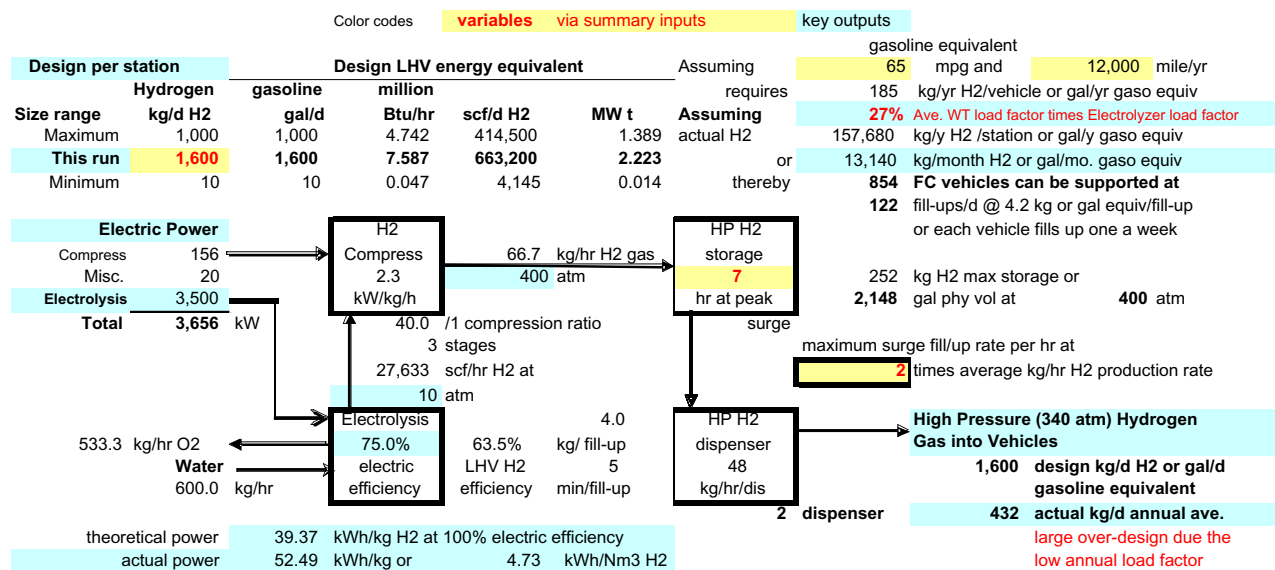 Color codes variables via summary inputs key outputs
gasoline equivalent
Design per station Design LHV energy equivalent Assuming 65 mpg and 12,000 mile/yr
Hydrogen gasoline million requires 185 kg/yr H2/vehicle or gal/yr gaso equiv
Size range kg/d H2 gal/d Btu/hr scf/d H2 MW t Assuming 27% Ave. WT load factor times Electrolyzer load factor
Maximum 1,000 1,000 4.742 414,500 1.389 actual H2 157,680 kg/y H2 /station or gal/y gaso equiv
This run 1,600 1,600 7.587 663,200 2.223 or 13,140 kg/month H2 or gal/mo. gaso equiv
Minimum 10 10 0.047 4,145 0.014 thereby 854 FC vehicles can be supported at
122 fill-ups/d @ 4.2 kg or gal equiv/fill-up
Electric Power H2 HP H2 or each vehicle fills up one a week
Compress 156 Compress 66.7 kg/hr H2 gas storage
Misc. 20 2.3 400 atm 7 252 kg H2 max storage or
Electrolysis 3,500 kW/kg/h hr at peak 2,148 gal phy vol at 400 atm
Total 3,656 kW 40.0 /1 compression ratio surge
3 stages maximum surge fill/up rate per hr at
27,633 scf/hr H2 at 2 times average kg/hr H2 production rate
10 atm
Electrolysis 4.0 HP H2 High Pressure (340 atm) Hydrogen
533.3 kg/hr O2 75.0% 63.5% kg/ fill-up dispenser Gas into Vehicles
Water electric LHV H2 5 48 1,600 design kg/d H2 or gal/d
600.0 kg/hr efficiency efficiency min/fill-up kg/hr/dis gasoline equivalent
2 dispenser 432 actual kg/d annual ave.
theoretical power 39.37 kWh/kg H2 at 100% electric efficiency large over-design due the
actual power 52.49 kWh/kg or 4.73 kWh/Nm3 H2 low annual load factor